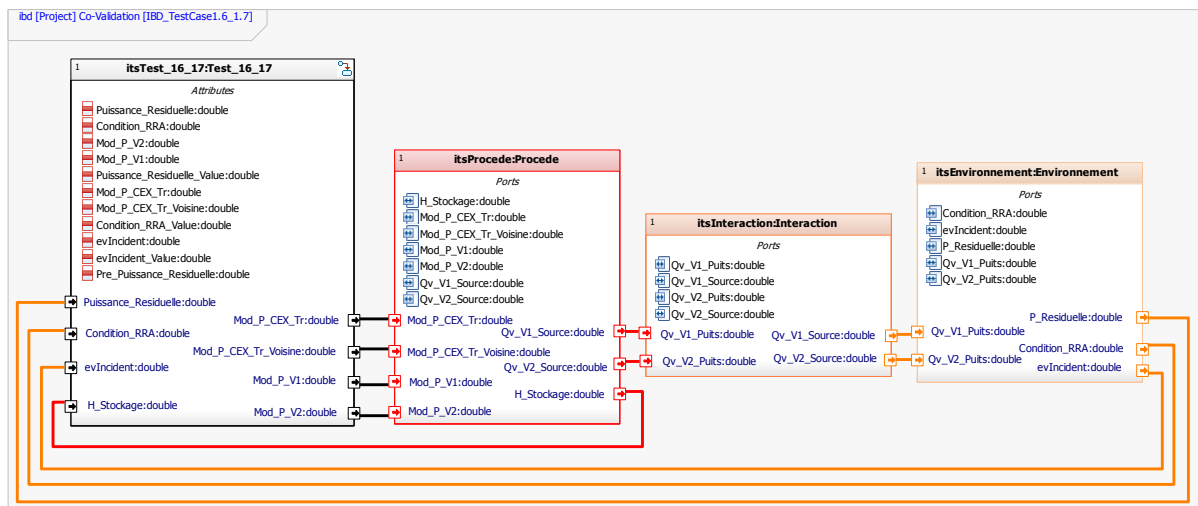 ibd [Project] Co-Validation [IBD_TestCase1.6_1.7]
1 itsTest_16_17:Test_16_17
Attributes
Puissance_Residuelle:double
Condition_RRA:double
Mod_P_V2:double
Mod_P_V1:double
Puissance_Residuelle_Value:double
Mod_P_CEX_Tr:double
Mod_P_CEX_Tr_Voisine:double
Condition_RRA_Value:double
evIncident:double
evIncident_Value:double
Pre_Puissance_Residuelle:double
Puissance_Residuelle:double
Mod_P_CEX_Tr:double
Condition_RRA:double
Mod_P_CEX_Tr_Voisine:double
evIncident:double
Mod_P_V1:double
H_Stockage:double
Mod_P_V2:double
1 itsProcede:Procede
Ports
H_Stockage:double
Mod_P_CEX_Tr:double
Mod_P_CEX_Tr_Voisine:double
Mod_P_V1:double
Mod_P_V2:double
Qv_V1_Source:double
Qv_V2_Source:double
Mod_P_CEX_Tr:double
Qv_V1_Source:double
Mod_P_CEX_Tr_Voisine:double
Qv_V2_Source:double
Mod_P_V1:double
H_Stockage:double
Mod_P_V2:double
1 itsInteraction:Interaction
Ports
Qv_V1_Puits:double
Qv_V1_Source:double
Qv_V2_Puits:double
Qv_V2_Source:double
Qv_V1_Puits:double
Qv_V1_Source:double
Qv_V2_Puits:double
Qv_V2_Source:double
1 itsEnvironnement:Environnement
Ports
Condition_RRA:double
evIncident:double
P_Residuelle:double
Qv_V1_Puits:double
Qv_V2_Puits:double
P_Residuelle:double
Qv_V1_Puits:double
Condition_RRA:double
Qv_V2_Puits:double
evIncident:double